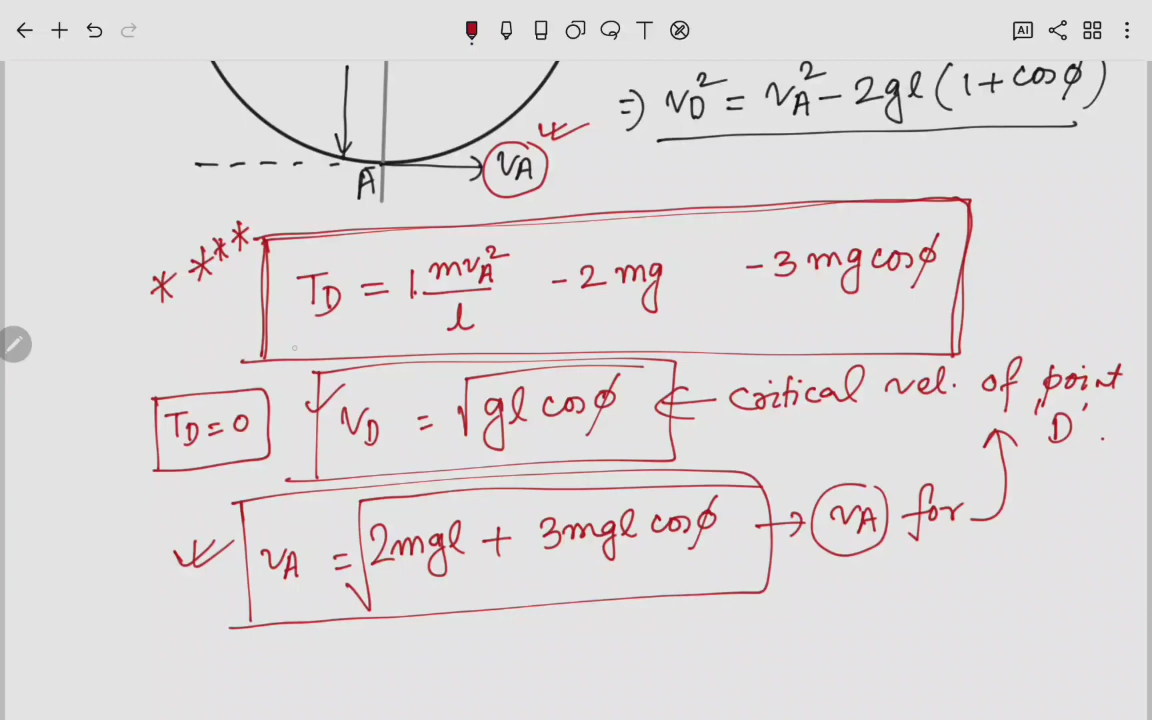 ⇒ v_D² = v_A² − 2gl (1 + cosϕ)
A v_A
**** T_D = 1. mv_A²/l − 2mg − 3mg cosϕ
T_D = 0 v_D = √(gl cosϕ) ← critical vel. of point 'D'.
v_A = √(2mgl + 3mgl cosϕ) → v_A for